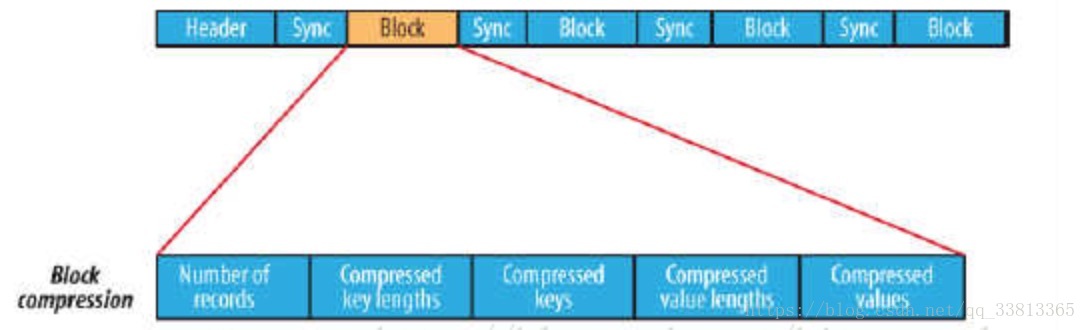 Header Sync Block Sync Block Sync Block Sync Block
Block
compression
Number of
records
Compressed
key lengths
Compressed
keys
Compressed
value lengths
Compressed
values
https://blog.csdn.net/qq_33813365